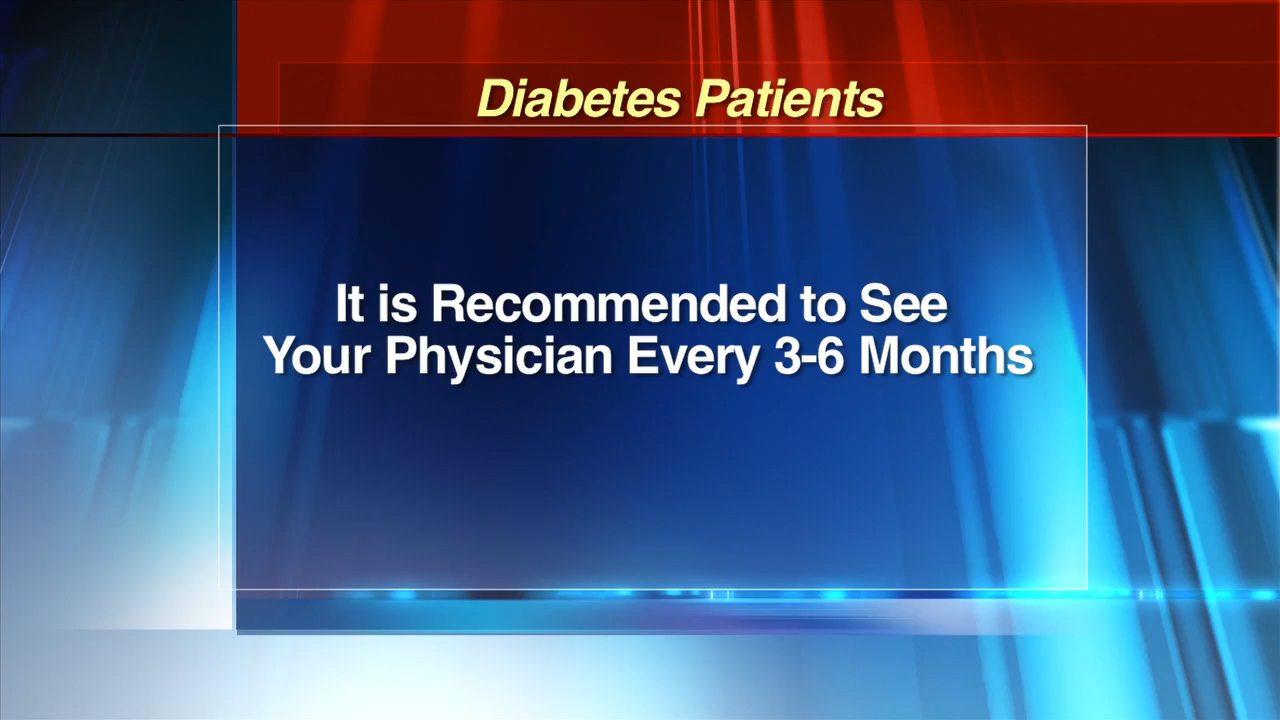 Diabetes Patients
It is Recommended to See
Your Physician Every 3-6 Months